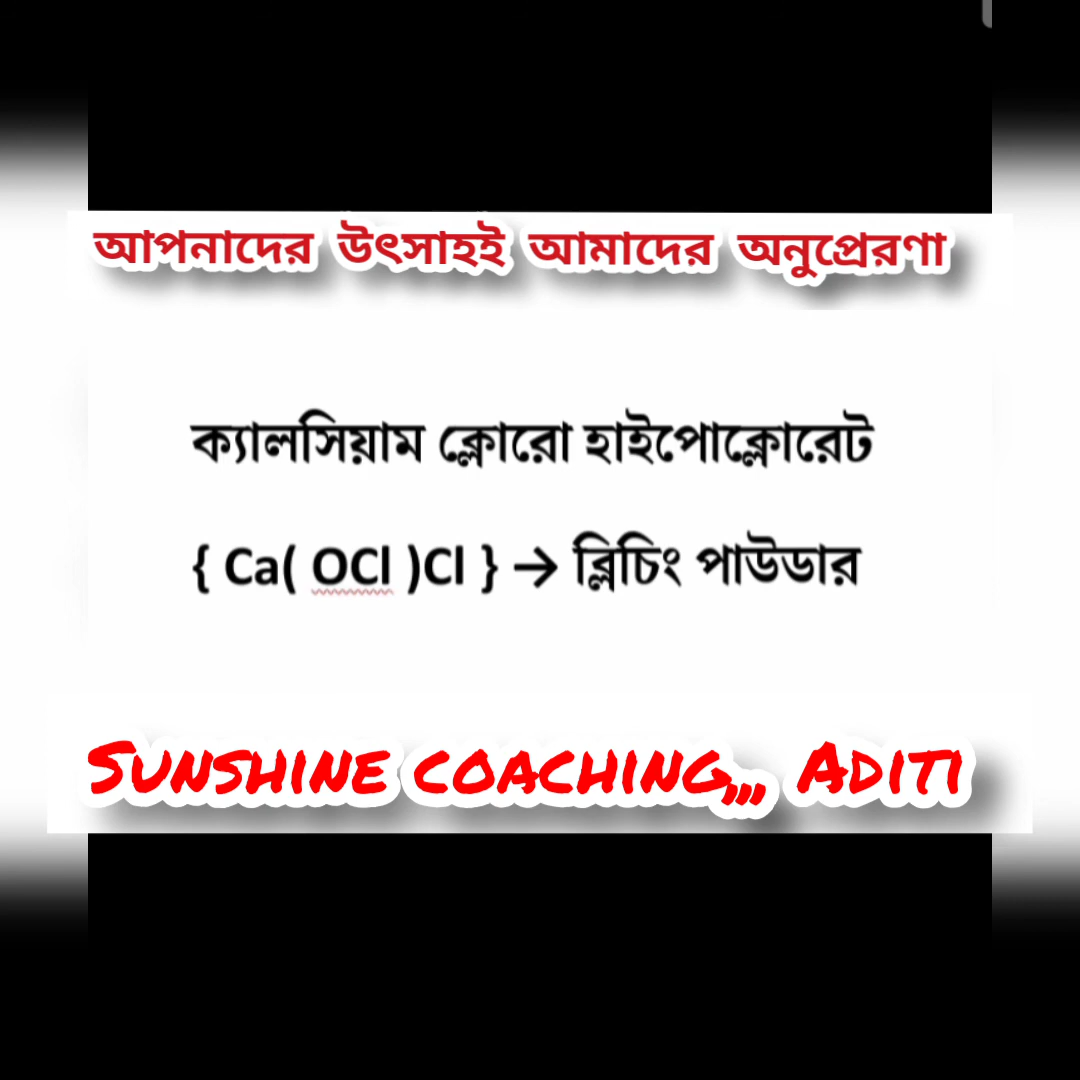 আপনাদের উৎসাহই আমাদের অনুপ্রেরণা
ক্যালসিয়াম ক্লোরো হাইপোক্লোরেট
{ Ca( OCl )Cl } → ব্লিচিং পাউডার
SUNSHINE COACHING,,, ADITI